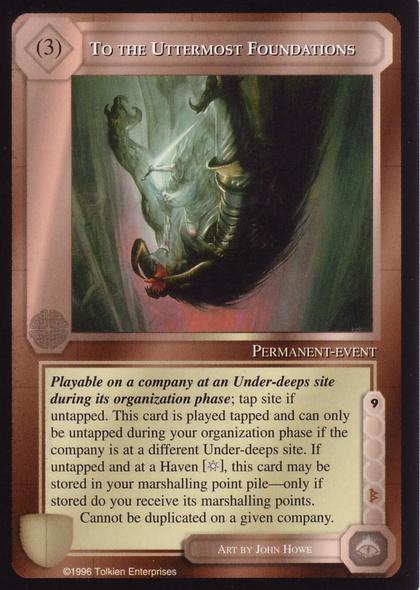 (3)
TO THE UTTERMOST FOUNDATIONS
PERMANENT-EVENT
Playable on a company at an Under-deeps site
during its organization phase; tap site if
untapped. This card is played tapped and can only
be untapped during your organization phase if the
company is at a different Under-deeps site. If
untapped and at a Haven [☼], this card may be
stored in your marshalling point pile—only if
stored do you receive its marshalling points.
Cannot be duplicated on a given company.
9
ART BY JOHN HOWE
©1996 Tolkien Enterprises